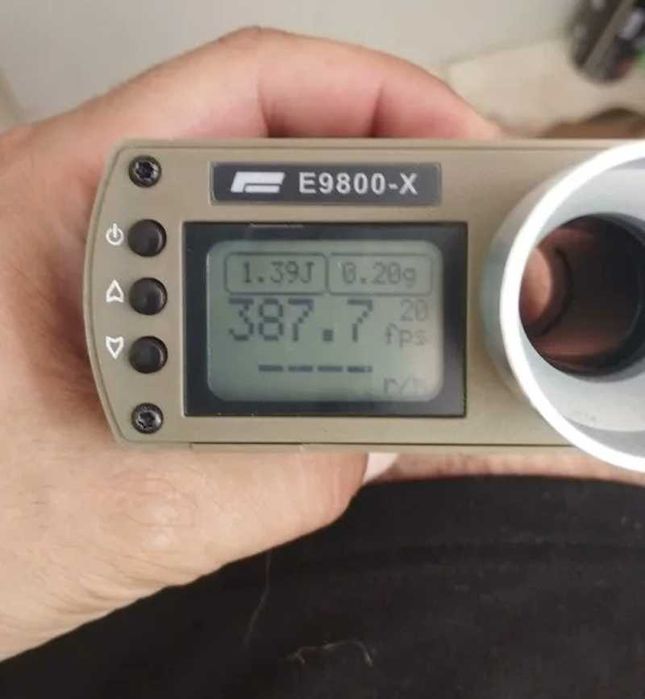 E9800-X
1.39J 0.20g
387.7 20
fps
----
r/m